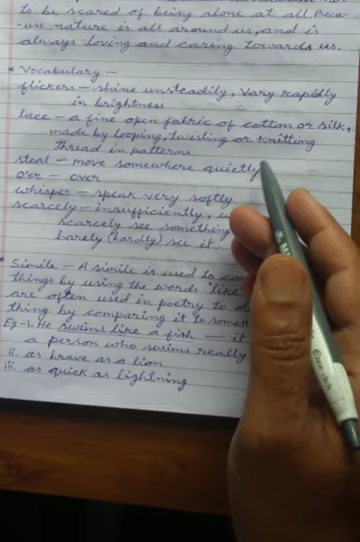 to be scared of being alone at all. Beca-
-use nature is all around us, and is
always loving and caring towards us.
* Vocabulary —
flickers – shine unsteadily, vary rapidly
in brightness
lace – a fine open fabric of cotton or silk,
made by looping, twisting or knitting
thread in patterns
steal – move somewhere quietly
o'er – over
whisper – speak very softly
scarcely – insufficiently,
scarcely see something
barely (hardly) see it.
* Simile – A simile is used to
things by using the words "like"
are often used in poetry to
thing by comparing it to
Eg – i. He swims like a fish – it
a person who swims really
ii. as brave as a lion
iii. as quick as lightning